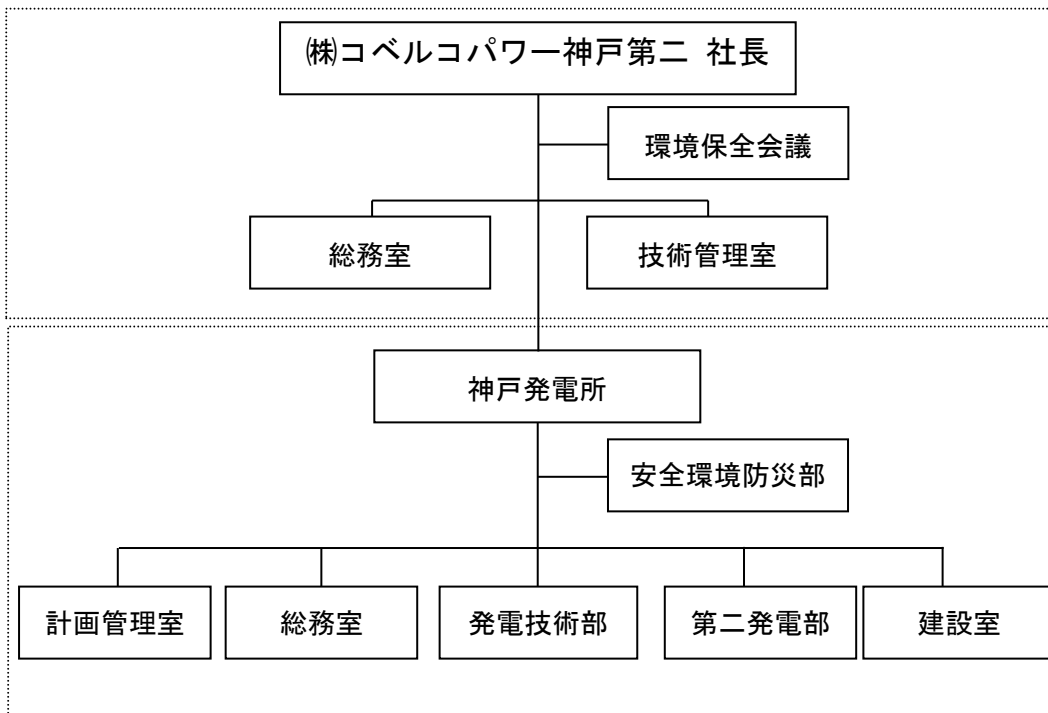 ㈱コベルコパワー神戸第二 社長
環境保全会議
総務室
技術管理室
神戸発電所
安全環境防災部
計画管理室
総務室
発電技術部
第二発電部
建設室